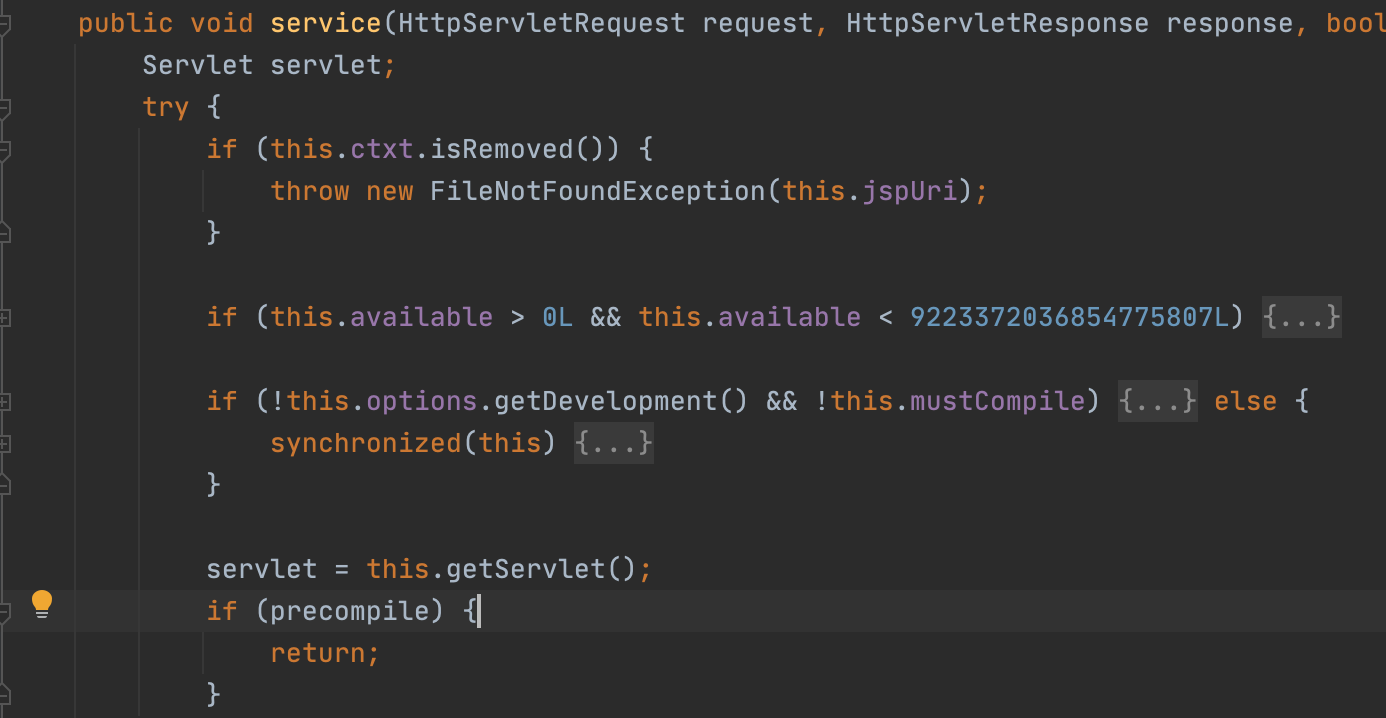 public void service(HttpServletRequest request, HttpServletResponse response, bool
Servlet servlet;
try {
if (this.ctxt.isRemoved()) {
throw new FileNotFoundException(this.jspUri);
}
if (this.available > 0L && this.available < 9223372036854775807L) {...}
if (!this.options.getDevelopment() && !this.mustCompile) {...} else {
synchronized(this) {...}
}
servlet = this.getServlet();
if (precompile) {
return;
}